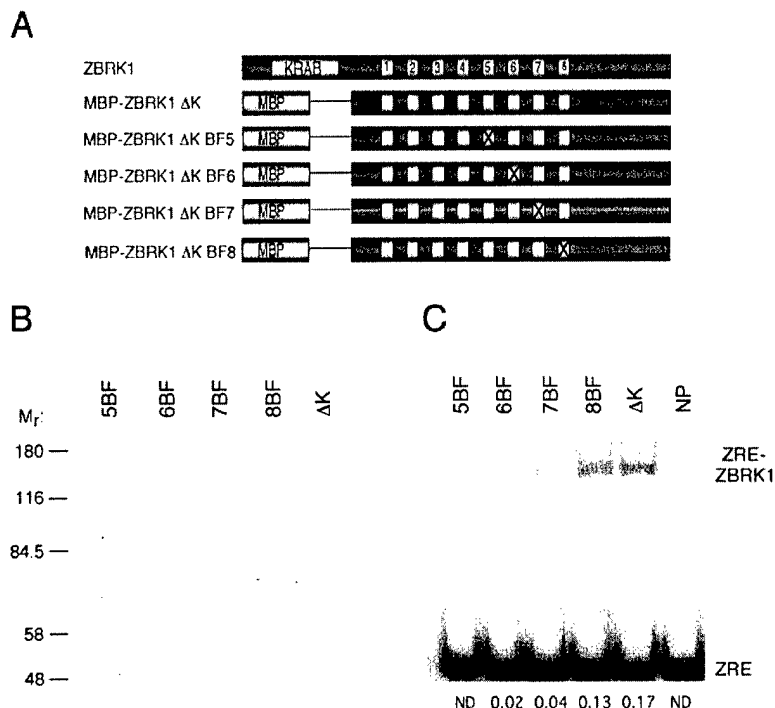 A
ZBRK1 KRAB 1 2 3 4 5 6 7 8
MBP-ZBRK1 ΔK MBP
MBP-ZBRK1 ΔK BF5 MBP X
MBP-ZBRK1 ΔK BF6 MBP X
MBP-ZBRK1 ΔK BF7 MBP X
MBP-ZBRK1 ΔK BF8 MBP X
B
5BF 6BF 7BF 8BF ΔK
Mr:
180
116
84.5
58
48
C
5BF 6BF 7BF 8BF ΔK NP
ZRE-
ZBRK1
ZRE
ND 0.02 0.04 0.13 0.17 ND